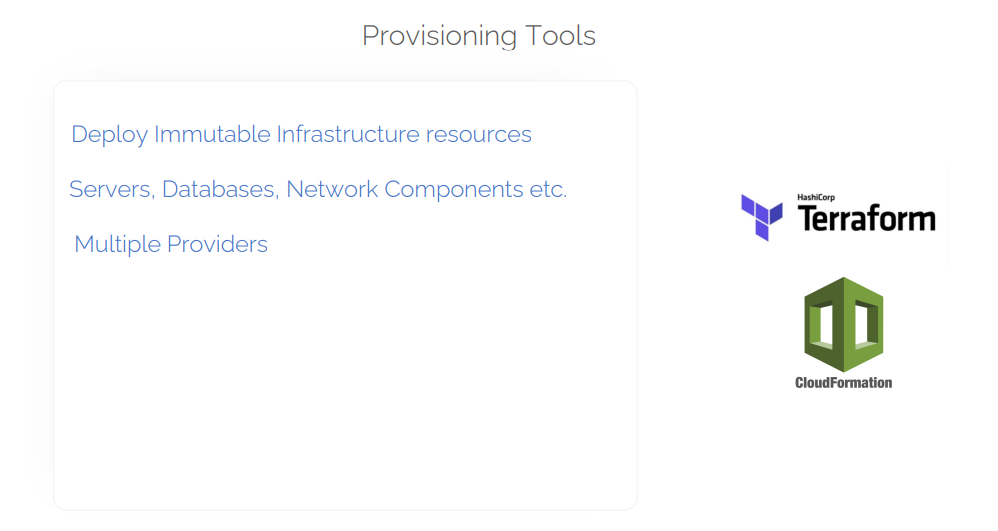 Provisioning Tools
Deploy Immutable Infrastructure resources
Servers, Databases, Network Components etc.
Multiple Providers
HashiCorp
Terraform
CloudFormation